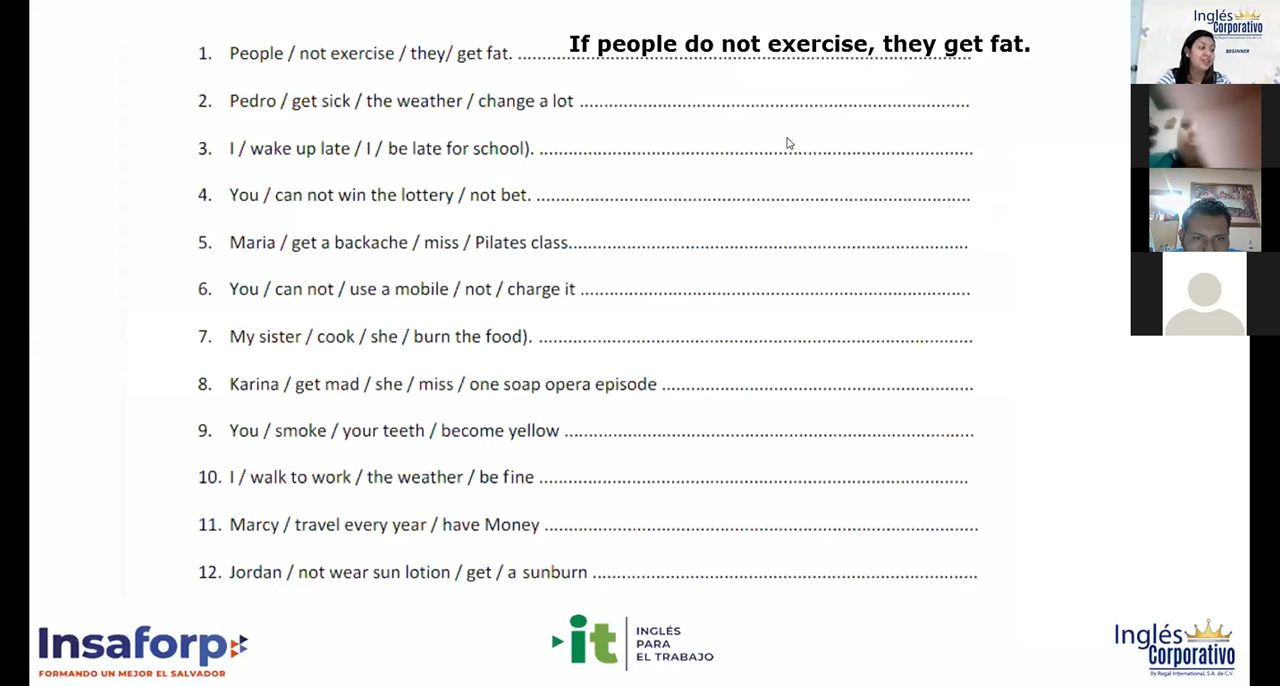 1. People / not exercise / they/ get fat. ........................ If people do not exercise, they get fat.
2. Pedro / get sick / the weather / change a lot ........................
3. I / wake up late / I / be late for school). ........................
4. You / can not win the lottery / not bet. ........................
5. Maria / get a backache / miss / Pilates class........................
6. You / can not / use a mobile / not / charge it ........................
7. My sister / cook / she / burn the food). ........................
8. Karina / get mad / she / miss / one soap opera episode ........................
9. You / smoke / your teeth / become yellow ........................
10. I / walk to work / the weather / be fine ........................
11. Marcy / travel every year / have Money ........................
12. Jordan / not wear sun lotion / get / a sunburn ........................
Inglés
Corporativo
BEGINNER
Insaforp
FORMANDO UN MEJOR EL SALVADOR
it
INGLÉS
PARA
EL TRABAJO
Inglés
Corporativo
By Regal International, S.A. de C.V.